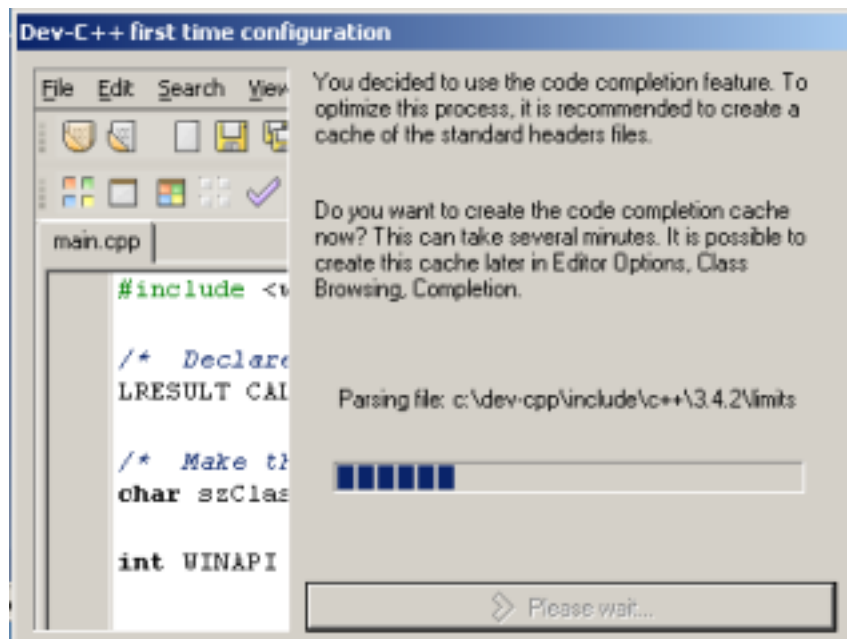 Dev-C++ first time configuration
File Edit Search View
main.cpp
#include <w
/* Declare
LRESULT CAL
/* Make th
char szClas
int WINAPI
You decided to use the code completion feature. To
optimize this process, it is recommended to create a
cache of the standard headers files.
Do you want to create the code completion cache
now? This can take several minutes. It is possible to
create this cache later in Editor Options, Class
Browsing, Completion.
Parsing file: c:\dev-cpp\include\c++\3.4.2\limits
Please wait...